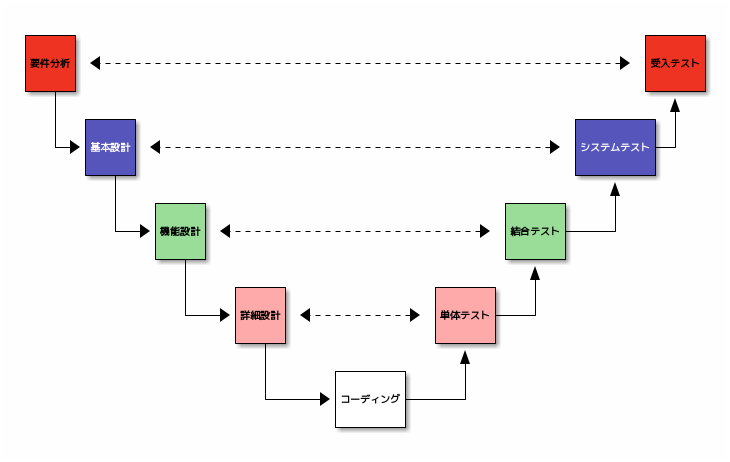 要件分析
受入テスト
基本設計
システムテスト
機能設計
結合テスト
詳細設計
単体テスト
コーディング